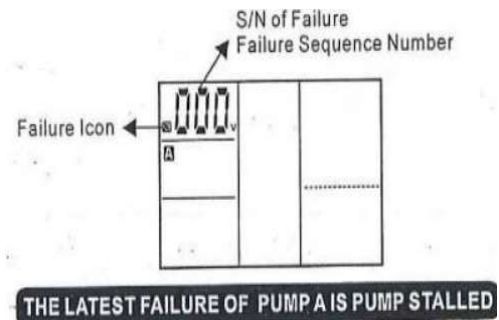 S/N of Failure
Failure Sequence Number
Failure Icon
000
v
A
THE LATEST FAILURE OF PUMP A IS PUMP STALLED